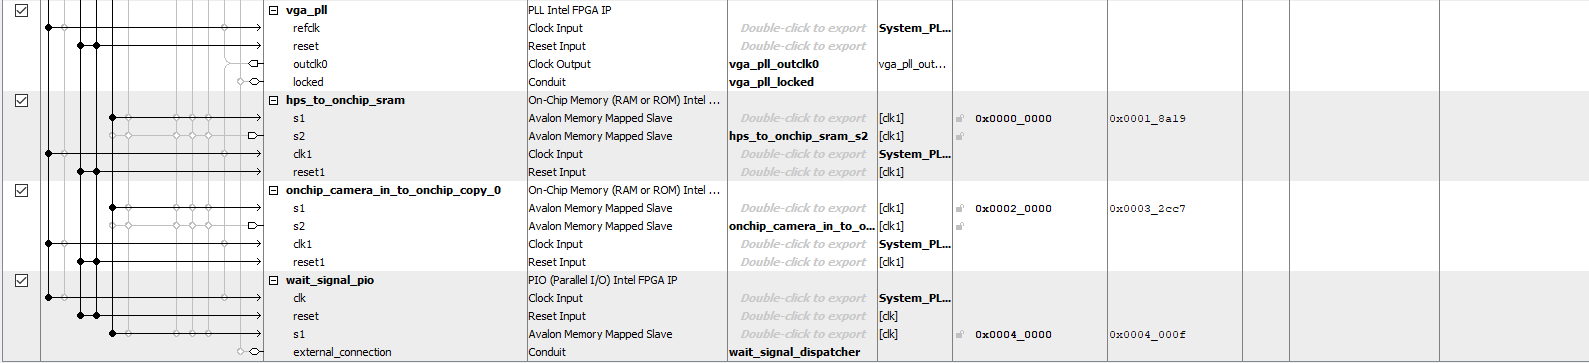 vga_pll PLL Intel FPGA IP
refclk Clock Input Double-click to export System_PL...
reset Reset Input Double-click to export
outclk0 Clock Output vga_pll_outclk0 vga_pll_out...
locked Conduit vga_pll_locked
hps_to_onchip_sram On-Chip Memory (RAM or ROM) Intel ...
s1 Avalon Memory Mapped Slave Double-click to export [clk1] 0x0000_0000 0x0001_8a19
s2 Avalon Memory Mapped Slave hps_to_onchip_sram_s2 [clk1]
clk1 Clock Input Double-click to export System_PL...
reset1 Reset Input Double-click to export [clk1]
onchip_camera_in_to_onchip_copy_0 On-Chip Memory (RAM or ROM) Intel ...
s1 Avalon Memory Mapped Slave Double-click to export [clk1] 0x0002_0000 0x0003_2cc7
s2 Avalon Memory Mapped Slave onchip_camera_in_to_o... [clk1]
clk1 Clock Input Double-click to export System_PL...
reset1 Reset Input Double-click to export [clk1]
wait_signal_pio PIO (Parallel I/O) Intel FPGA IP
clk Clock Input Double-click to export System_PL...
reset Reset Input Double-click to export [clk]
s1 Avalon Memory Mapped Slave Double-click to export [clk] 0x0004_0000 0x0004_000f
external_connection Conduit wait_signal_dispatcher